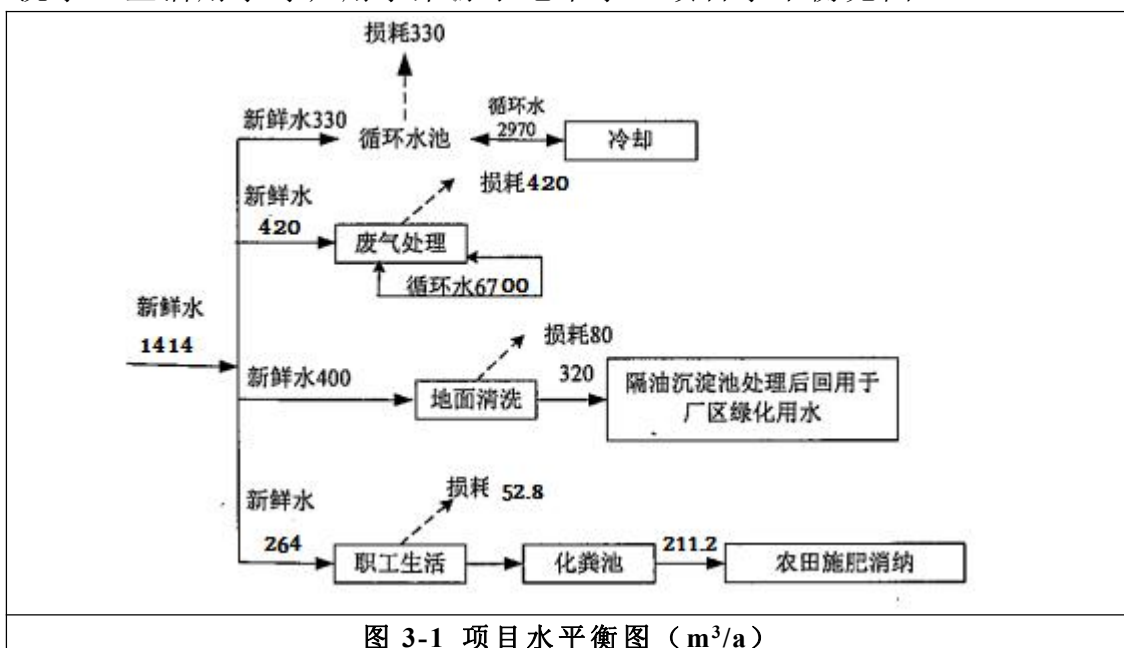 损耗330
新鲜水330
循环水池
循环水
2970
冷却
新鲜水
420
损耗420
废气处理
循环水6700
新鲜水
1414
新鲜水400
损耗80
地面清洗
320
隔油沉淀池处理后回用于
厂区绿化用水
新鲜水
264
损耗 52.8
职工生活
化粪池
211.2
农田施肥消纳
图 3-1 项目水平衡图（m³/a）